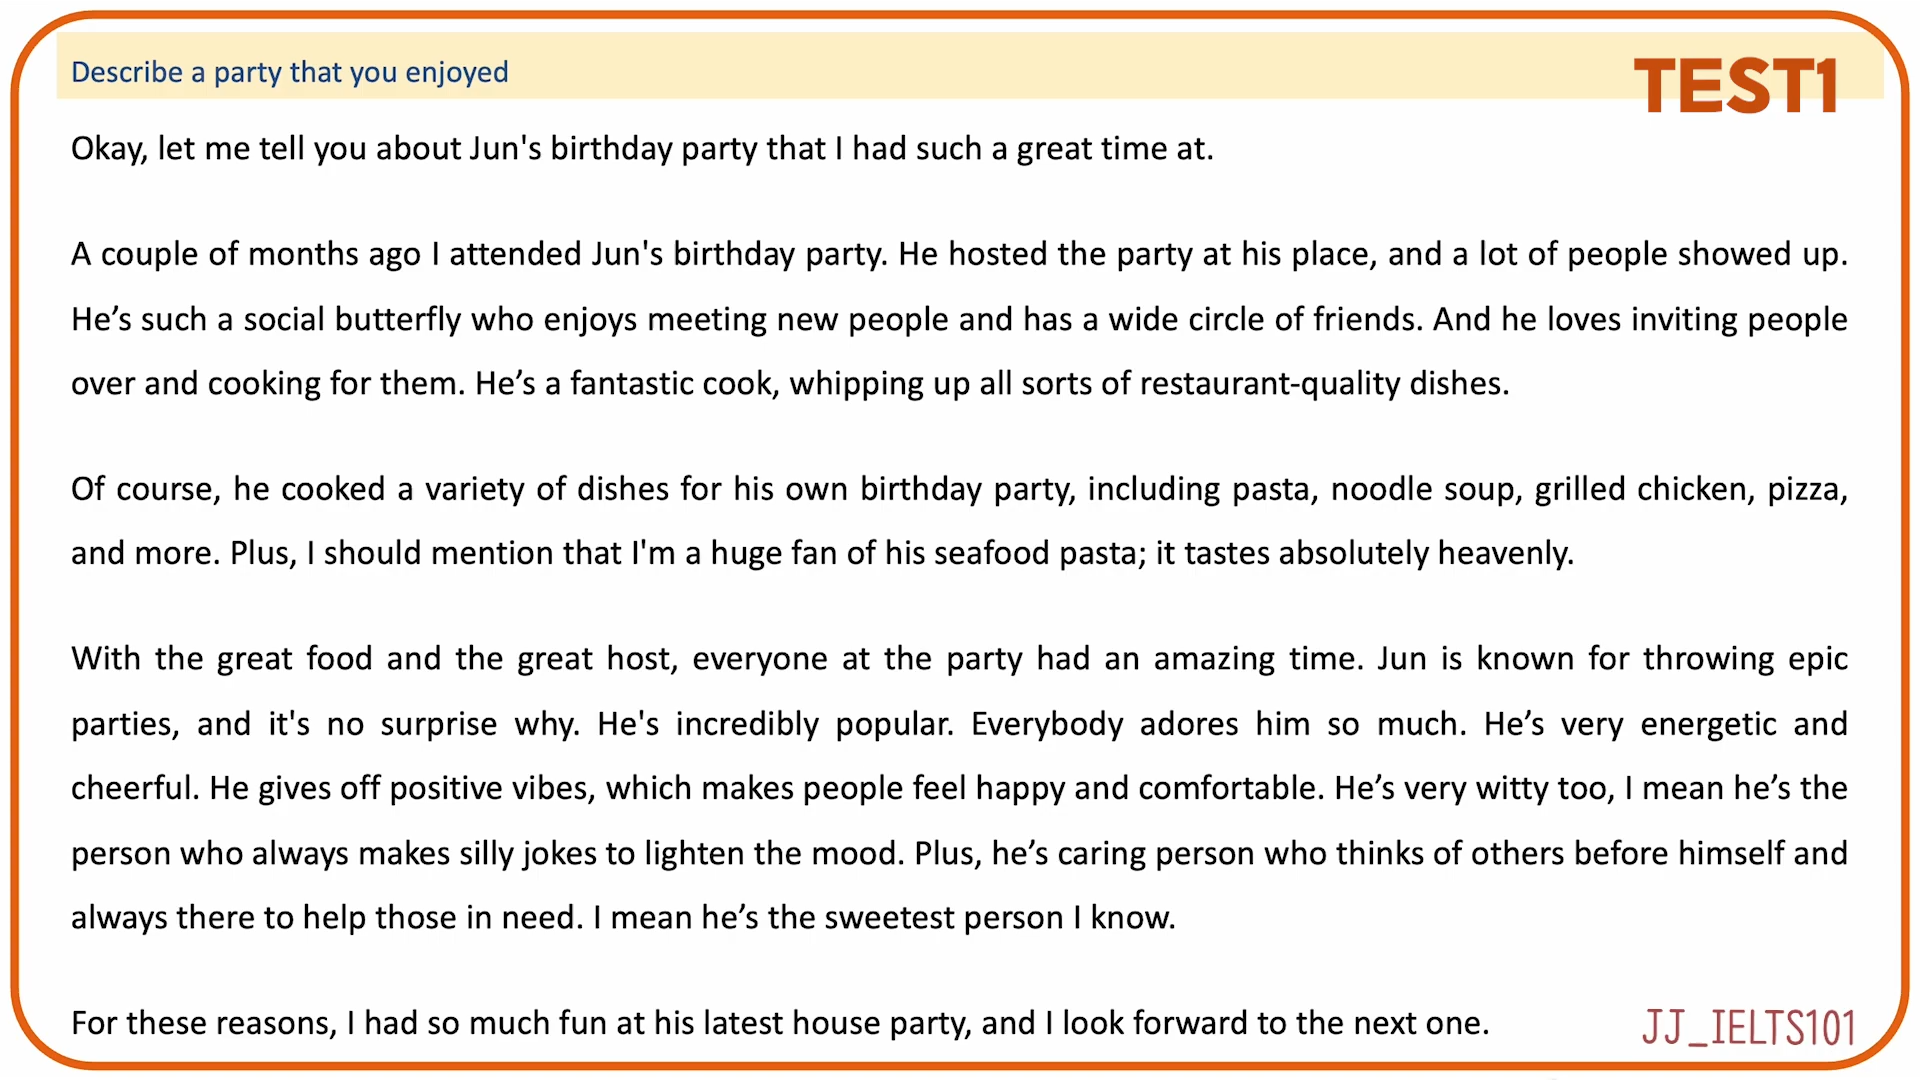 Describe a party that you enjoyed
TEST1
Okay, let me tell you about Jun's birthday party that I had such a great time at.
A couple of months ago I attended Jun's birthday party. He hosted the party at his place, and a lot of people showed up.
He’s such a social butterfly who enjoys meeting new people and has a wide circle of friends. And he loves inviting people
over and cooking for them. He’s a fantastic cook, whipping up all sorts of restaurant-quality dishes.
Of course, he cooked a variety of dishes for his own birthday party, including pasta, noodle soup, grilled chicken, pizza,
and more. Plus, I should mention that I'm a huge fan of his seafood pasta; it tastes absolutely heavenly.
With the great food and the great host, everyone at the party had an amazing time. Jun is known for throwing epic
parties, and it's no surprise why. He's incredibly popular. Everybody adores him so much. He’s very energetic and
cheerful. He gives off positive vibes, which makes people feel happy and comfortable. He’s very witty too, I mean he’s the
person who always makes silly jokes to lighten the mood. Plus, he’s caring person who thinks of others before himself and
always there to help those in need. I mean he’s the sweetest person I know.
For these reasons, I had so much fun at his latest house party, and I look forward to the next one.
JJ_IELTS101